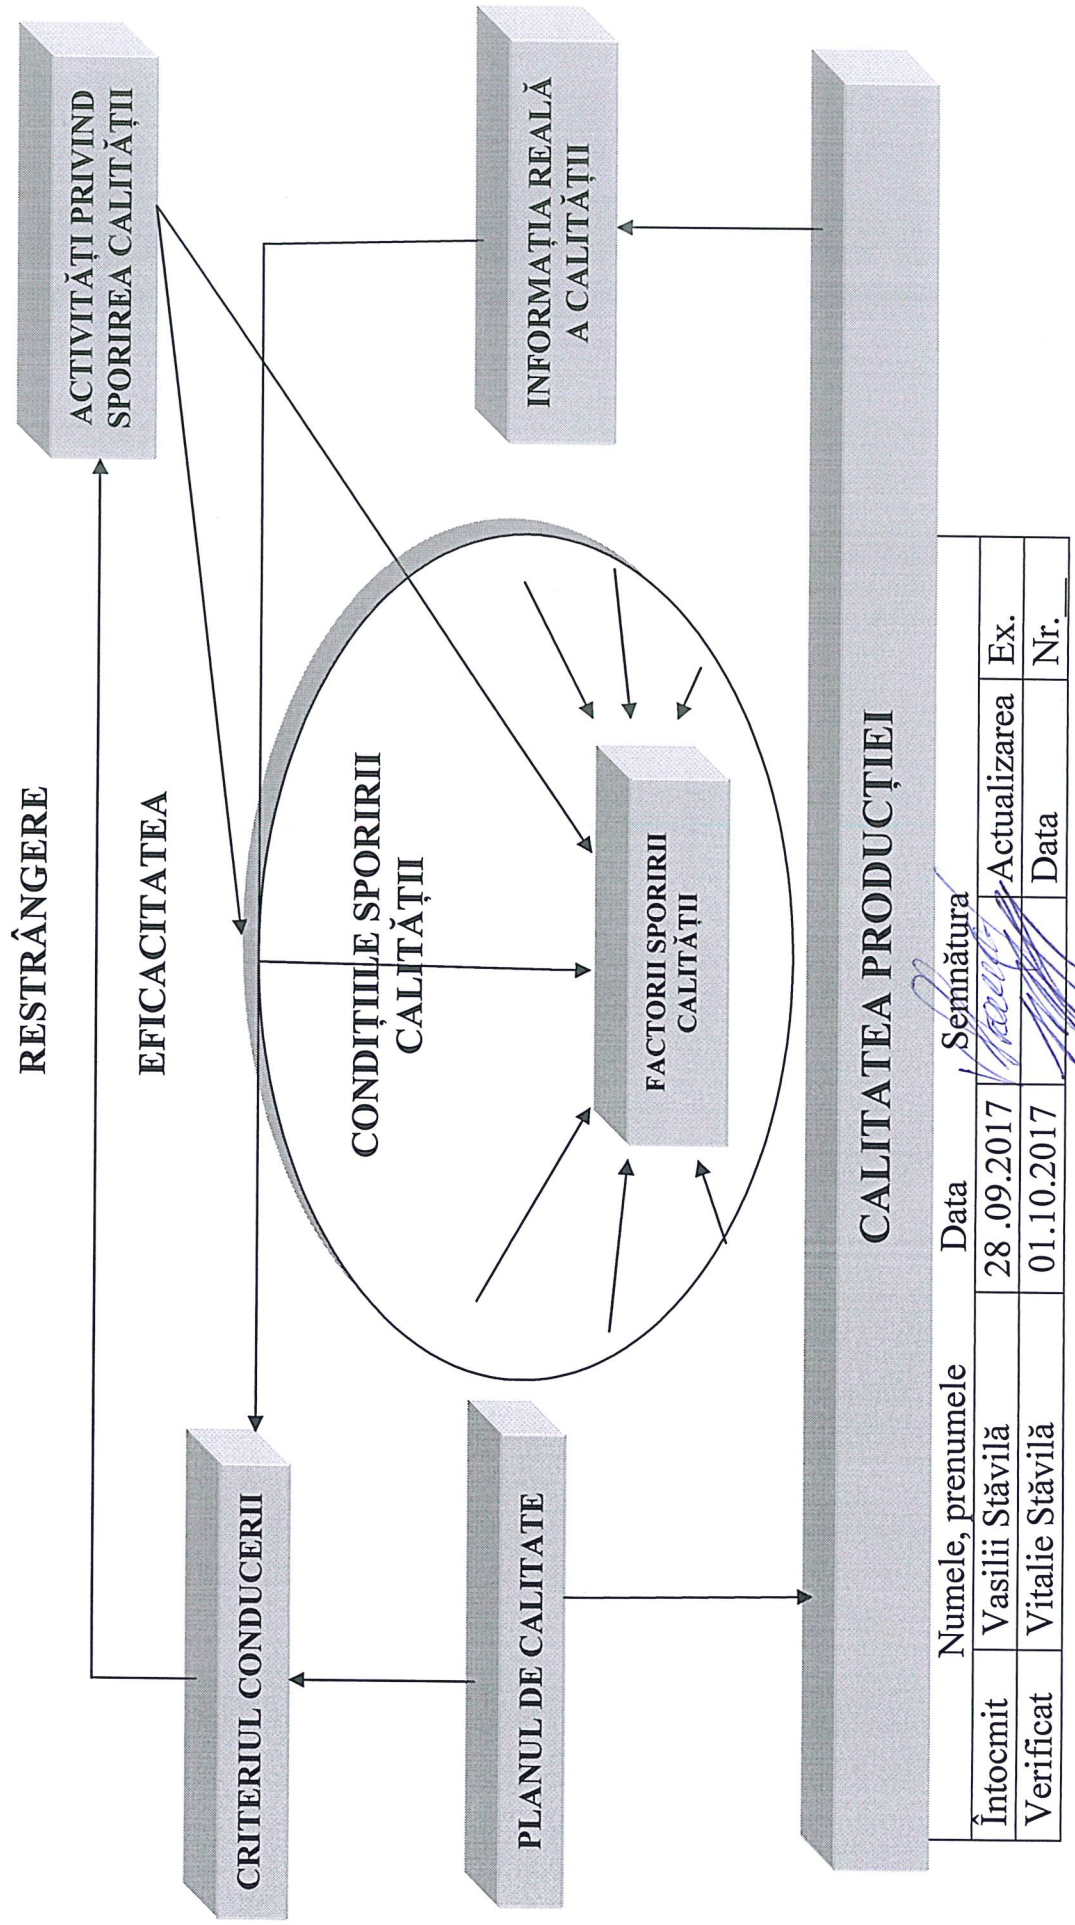 RESTRÂNGERE
EFICACITATEA
ACTIVITĂȚI PRIVIND
SPORIREA CALITĂȚII
CRITERIUL CONDUCERII
CONDIȚIILE SPORIRII
CALITĂȚII
PLANUL DE CALITATE
INFORMAȚIA REALĂ
A CALITĂȚII
FACTORII SPORIRII
CALITĂȚII
CALITATEA PRODUCȚIEI
Numele, prenumele Data Semnătura
Întocmit Vasilii Stăvilă 28 .09.2017 Actualizarea Ex.
Verificat Vitalie Stăvilă 01.10.2017 Data Nr.__